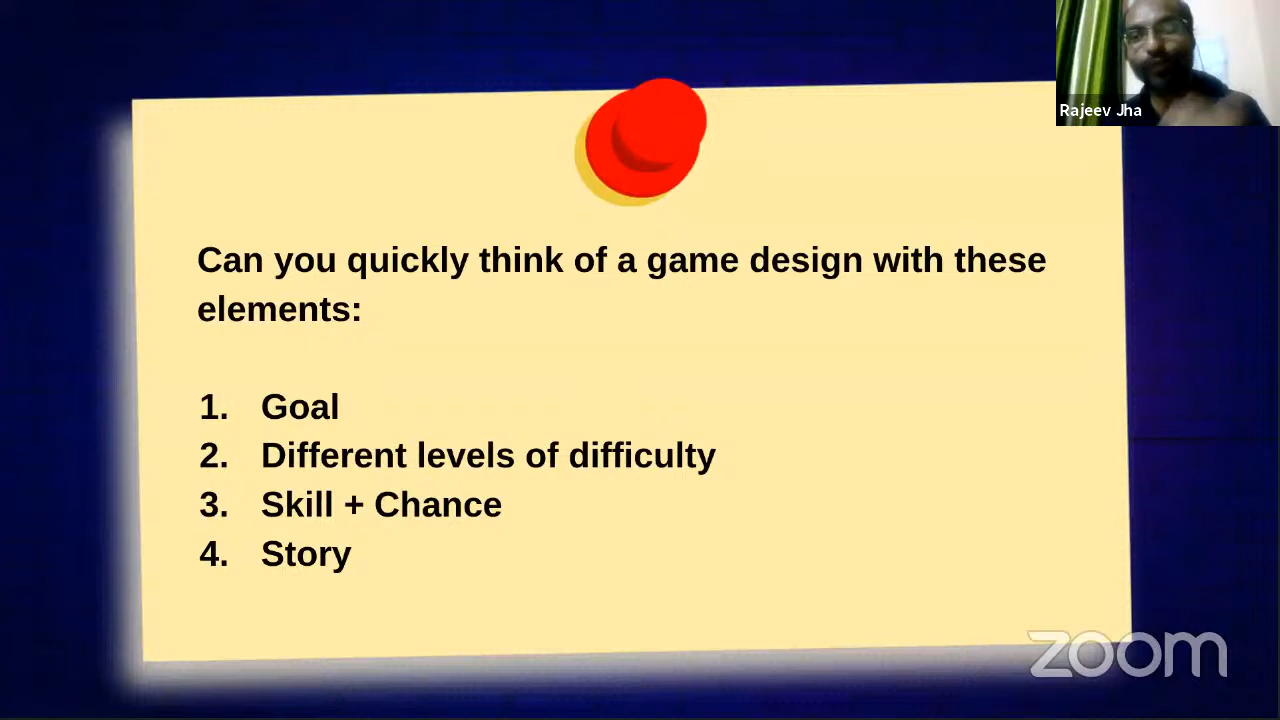 Rajeev Jha
Can you quickly think of a game design with these
elements:
1. Goal
2. Different levels of difficulty
3. Skill + Chance
4. Story
zoom